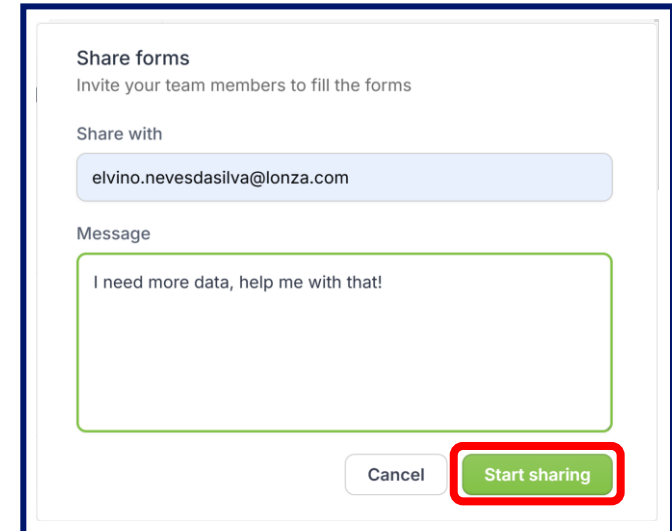 Share forms
Invite your team members to fill the forms
Share with
elvino.nevesdasilva@lonza.com
Message
I need more data, help me with that!
Cancel
Start sharing